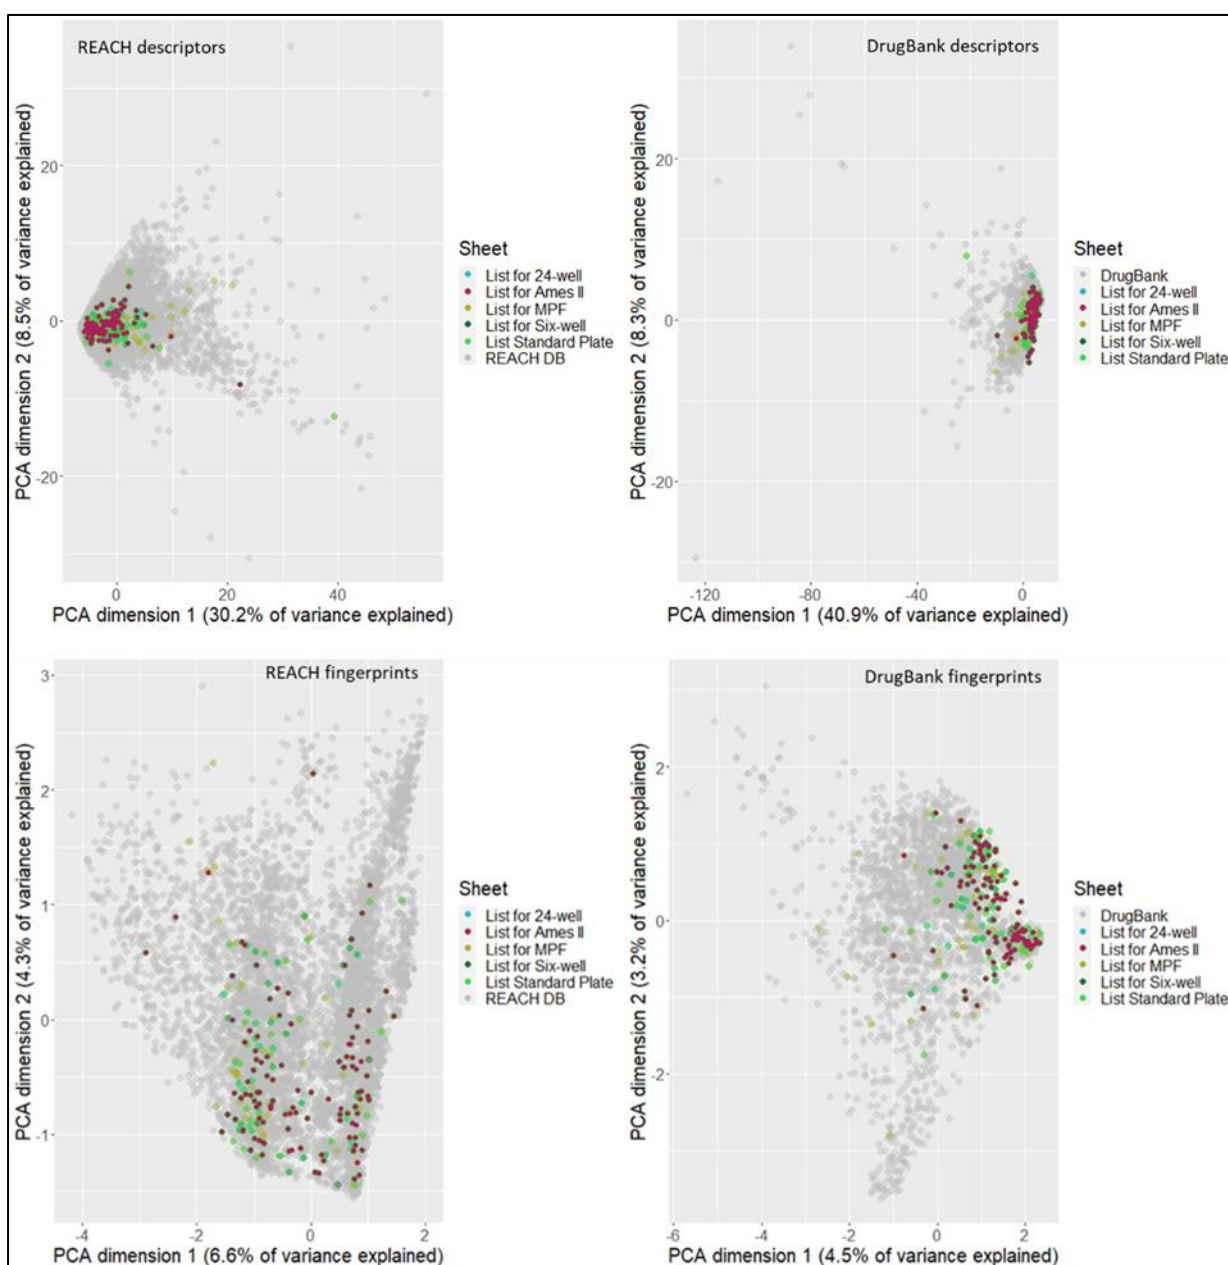 REACH descriptors
PCA dimension 2 (8.5% of variance explained)
20
0
-20
0
20
40
PCA dimension 1 (30.2% of variance explained)
Sheet
List for 24-well
List for Ames II
List for MPF
List for Six-well
List Standard Plate
REACH DB
DrugBank descriptors
PCA dimension 2 (8.3% of variance explained)
20
0
-20
-120
-80
-40
0
PCA dimension 1 (40.9% of variance explained)
Sheet
DrugBank
List for 24-well
List for Ames II
List for MPF
List for Six-well
List Standard Plate
REACH fingerprints
PCA dimension 2 (4.3% of variance explained)
3
2
1
0
-1
-4
-2
0
2
PCA dimension 1 (6.6% of variance explained)
Sheet
List for 24-well
List for Ames II
List for MPF
List for Six-well
List Standard Plate
REACH DB
DrugBank fingerprints
PCA dimension 2 (3.2% of variance explained)
2
0
-2
-6
-4
-2
0
2
PCA dimension 1 (4.5% of variance explained)
Sheet
DrugBank
List for 24-well
List for Ames II
List for MPF
List for Six-well
List Standard Plate